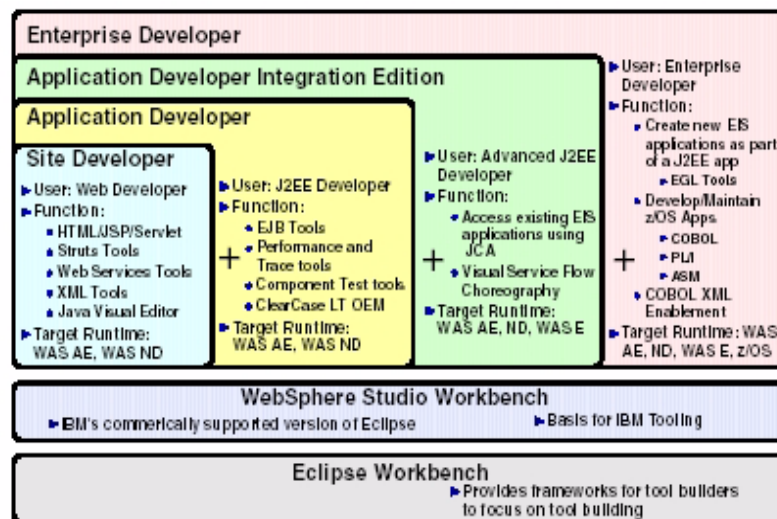 Enterprise Developer
Application Developer Integration Edition
Application Developer
Site Developer
User: Web Developer
Function:
HTML/JSP/Servlet
Struts Tools
Web Services Tools
XML Tools
Java Visual Editor
Target Runtime:
WAS AE, WAS ND
+
User: J2EE Developer
Function:
EJB Tools
Performance and
Trace tools
Component Test tools
ClearCase LT OEM
Target Runtime:
WAS AE, WAS ND
+
User: Advanced J2EE
Developer
Function:
Access existing EIS
applications using
JCA
Visual Service Flow
Choreography
Target Runtime:
WAS AE, ND, WAS E
+
User: Enterprise
Developer
Function:
Create new EIS
applications as part
of a J2EE app
EGL Tools
Develop/Maintain
z/OS Apps
COBOL
PL/I
ASM
COBOL XML
Enablement
Target Runtime: WAS
AE, ND, WAS E, z/OS
WebSphere Studio Workbench
IBM's commerically supported version of Eclipse
Basis for IBM Tooling
Eclipse Workbench
Provides frameworks for tool builders
to focus on tool building